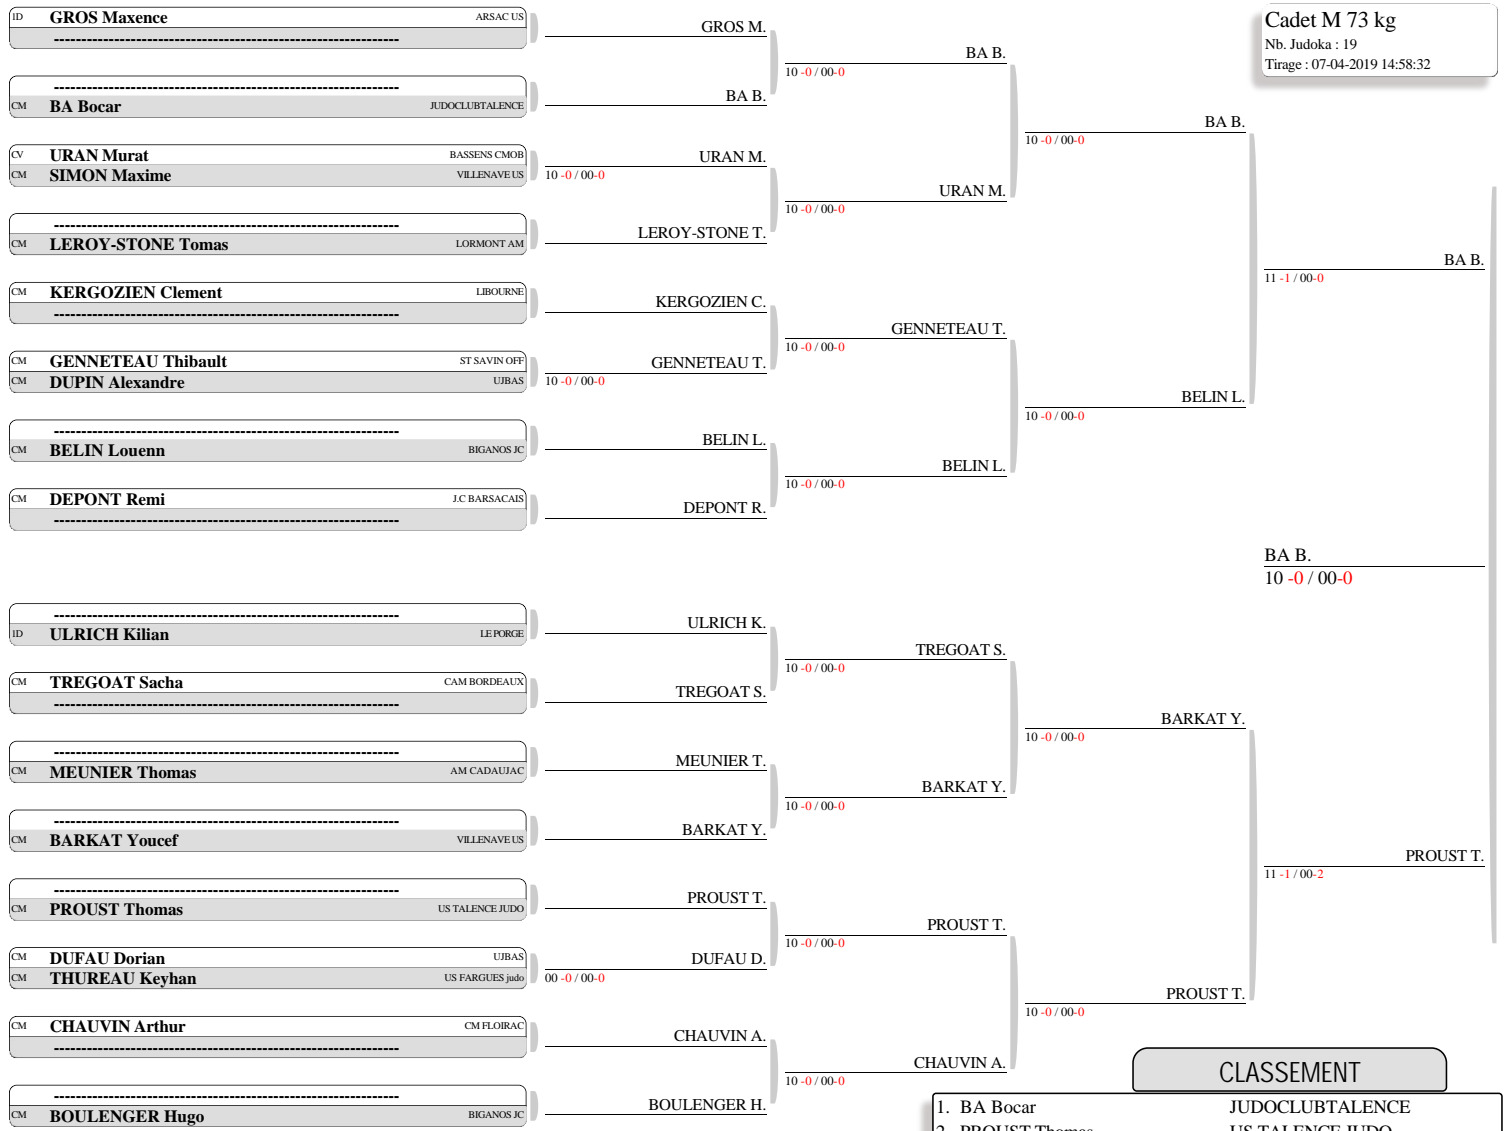 Cadet M 73 kg
Nb. Judoka : 19
Tirage : 07-04-2019 14:58:32
1D GROS Maxence ARSAC US
----------------------------------------------------------------
----------------------------------------------------------------
CM BA Bocar JUDOCLUBTALENCE
CV URAN Murat BASSENS CMOB
CM SIMON Maxime VILLENAVE US
----------------------------------------------------------------
CM LEROY-STONE Tomas LORMONT AM
CM KERGOZIEN Clement LIBOURNE
----------------------------------------------------------------
CM GENNETEAU Thibault ST SAVIN OFF
CM DUPIN Alexandre UJBAS
----------------------------------------------------------------
CM BELIN Louenn BIGANOS JC
CM DEPONT Remi J.C BARSACAIS
----------------------------------------------------------------
----------------------------------------------------------------
1D ULRICH Kilian LE PORGE
CM TREGOAT Sacha CAM BORDEAUX
----------------------------------------------------------------
----------------------------------------------------------------
CM MEUNIER Thomas AM CADAUJAC
----------------------------------------------------------------
CM BARKAT Youcef VILLENAVE US
----------------------------------------------------------------
CM PROUST Thomas US TALENCE JUDO
CM DUFAU Dorian UJBAS
CM THUREAU Keyhan US FARGUES judo
CM CHAUVIN Arthur CM FLOIRAC
----------------------------------------------------------------
----------------------------------------------------------------
CM BOULENGER Hugo BIGANOS JC
GROS M.
BA B.
URAN M.
10 -0 / 00-0
LEROY-STONE T.
KERGOZIEN C.
GENNETEAU T.
10 -0 / 00-0
BELIN L.
DEPONT R.
ULRICH K.
TREGOAT S.
MEUNIER T.
BARKAT Y.
PROUST T.
DUFAU D.
00 -0 / 00-0
CHAUVIN A.
BOULENGER H.
BA B.
10 -0 / 00-0
URAN M.
10 -0 / 00-0
GENNETEAU T.
10 -0 / 00-0
BELIN L.
10 -0 / 00-0
TREGOAT S.
10 -0 / 00-0
BARKAT Y.
10 -0 / 00-0
PROUST T.
10 -0 / 00-0
CHAUVIN A.
10 -0 / 00-0
BA B.
10 -0 / 00-0
BELIN L.
10 -0 / 00-0
BARKAT Y.
10 -0 / 00-0
PROUST T.
10 -0 / 00-0
BA B.
11 -1 / 00-0
PROUST T.
11 -1 / 00-2
BA B.
10 -0 / 00-0
CLASSEMENT
1. BA Bocar JUDOCLUBTALENCE
2. PROUST Thomas US TALENCE JUDO